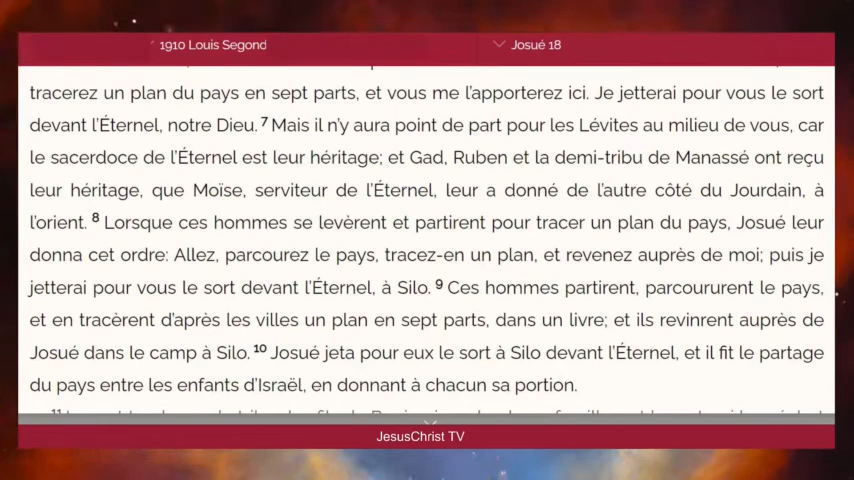 1910 Louis Segond
Josué 18
tracerez un plan du pays en sept parts, et vous me l'apporterez ici. Je jetterai pour vous le sort
devant l'Éternel, notre Dieu. 7 Mais il n'y aura point de part pour les Lévites au milieu de vous, car
le sacerdoce de l'Éternel est leur héritage; et Gad, Ruben et la demi-tribu de Manassé ont reçu
leur héritage, que Moïse, serviteur de l'Éternel, leur a donné de l'autre côté du Jourdain, à
l'orient. 8 Lorsque ces hommes se levèrent et partirent pour tracer un plan du pays, Josué leur
donna cet ordre: Allez, parcourez le pays, tracez-en un plan, et revenez auprès de moi; puis je
jetterai pour vous le sort devant l'Éternel, à Silo. 9 Ces hommes partirent, parcoururent le pays,
et en tracèrent d'après les villes un plan en sept parts, dans un livre; et ils revinrent auprès de
Josué dans le camp à Silo. 10 Josué jeta pour eux le sort à Silo devant l'Éternel, et il fit le partage
du pays entre les enfants d'Israël, en donnant à chacun sa portion.
JesusChrist TV